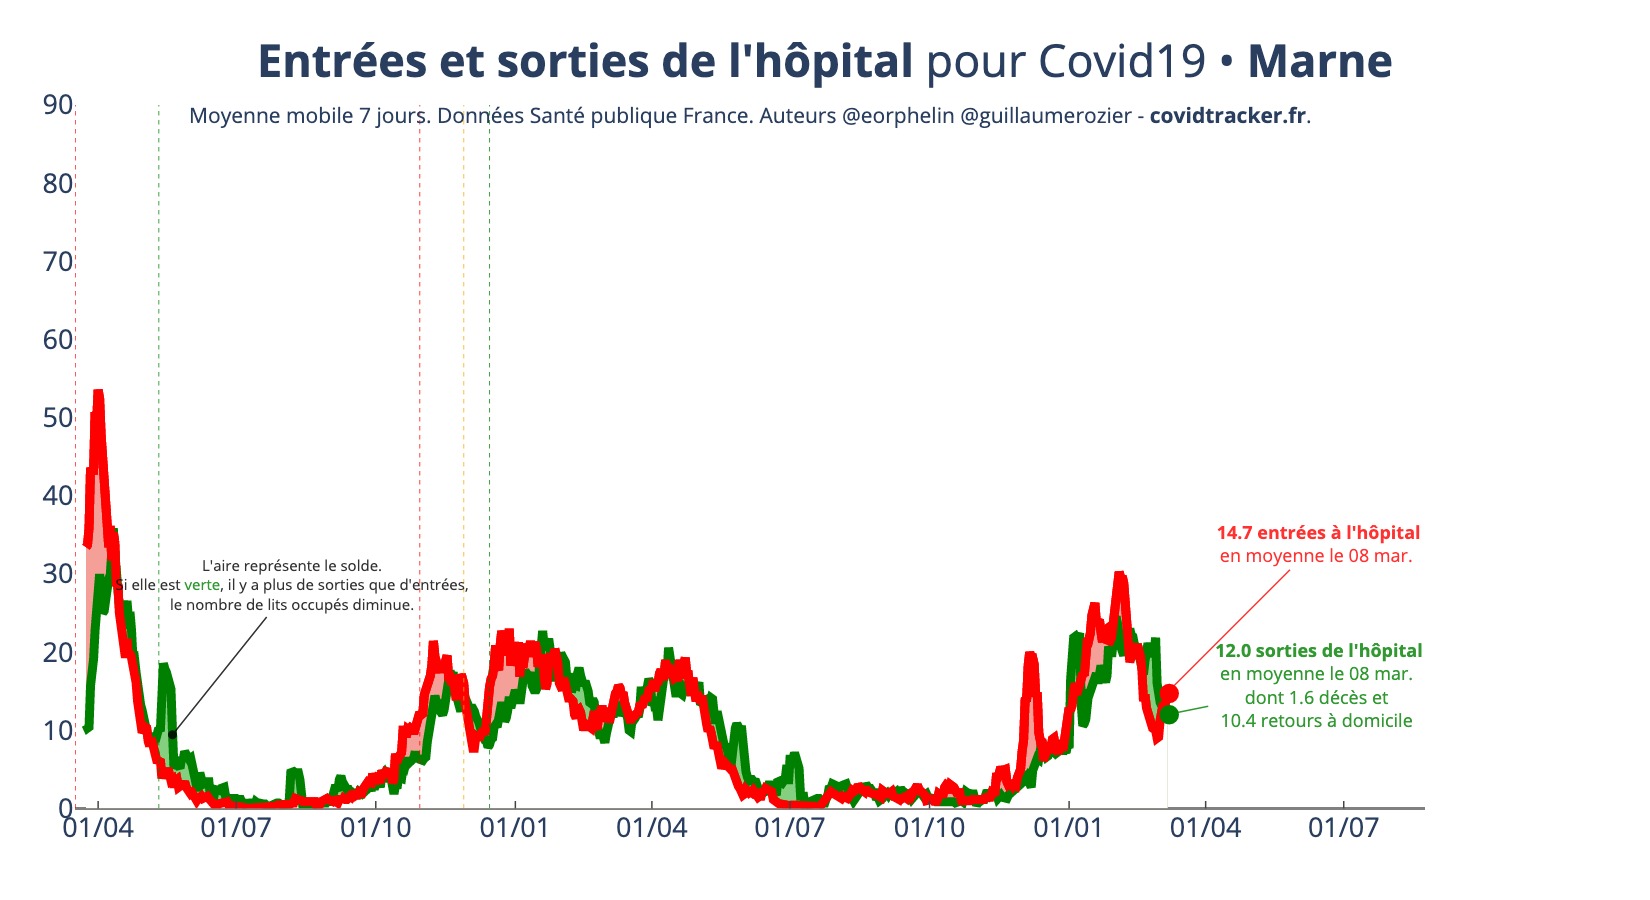 Entrées et sorties de l'hôpital pour Covid19 • Marne
Moyenne mobile 7 jours. Données Santé publique France. Auteurs @eorphelin @guillaumerozier - covidtracker.fr.
90
80
70
60
50
40
30
20
10
0
L'aire représente le solde.
Si elle est verte, il y a plus de sorties que d'entrées,
le nombre de lits occupés diminue.
14.7 entrées à l'hôpital
en moyenne le 08 mar.
12.0 sorties de l'hôpital
en moyenne le 08 mar.
dont 1.6 décès et
10.4 retours à domicile
01/04 01/07 01/10 01/01 01/04 01/07 01/10 01/01 01/04 01/07